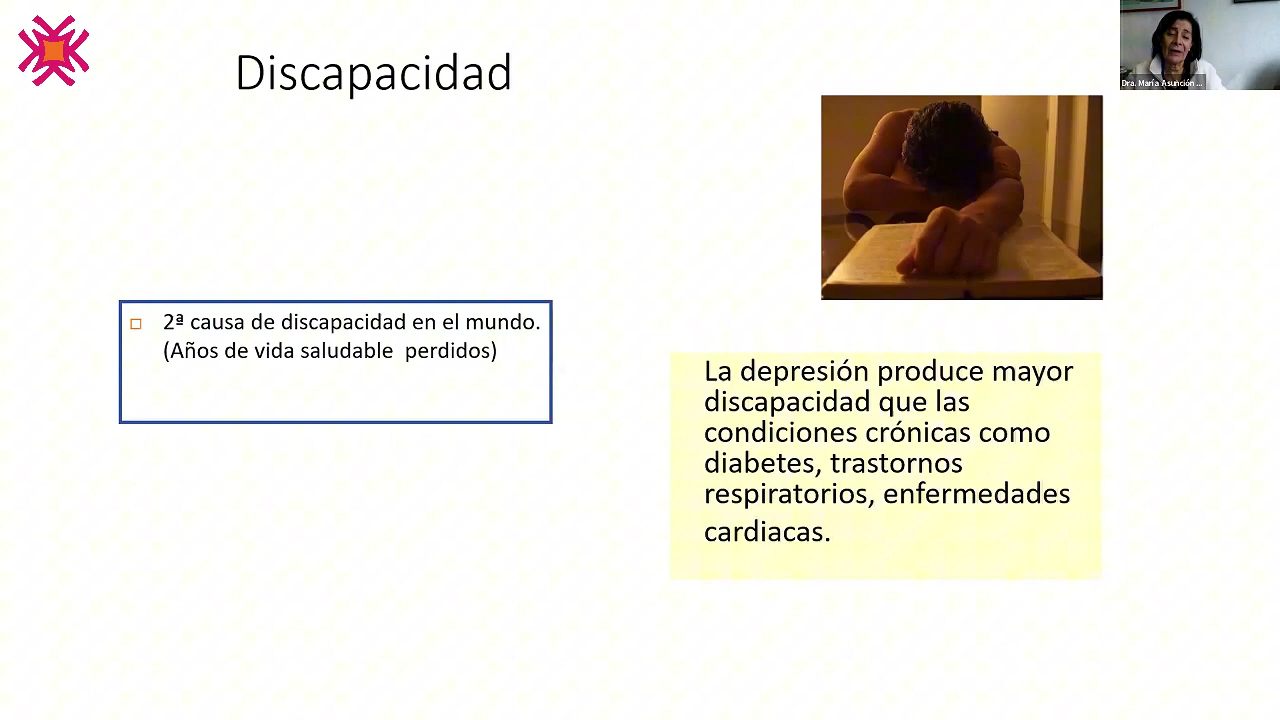 Discapacidad
Dra. María Asunción ...
2ª causa de discapacidad en el mundo.
(Años de vida saludable perdidos)
La depresión produce mayor
discapacidad que las
condiciones crónicas como
diabetes, trastornos
respiratorios, enfermedades
cardiacas.